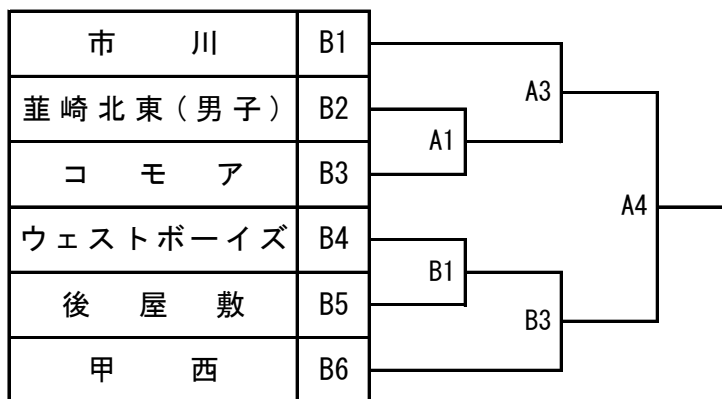 市川 B1
韮崎北東(男子) B2
コモア B3
ウェストボーイズ B4
後屋敷 B5
甲西 B6
A3
A1
A4
B1
B3